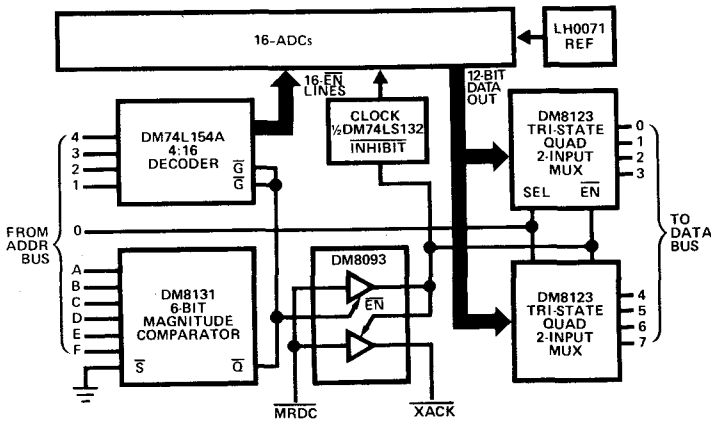 16-ADCs
LH0071
REF
16-EN
LINES
12-BIT
DATA
OUT
CLOCK
½DM74LS132
INHIBIT
4
3
2
1
DM74L154A
4:16
DECODER
G
G
DM8123
TRI-STATE
QUAD
2-INPUT
MUX
SEL EN
0
1
2
3
FROM
ADDR
BUS
0
TO
DATA
BUS
A
B
C
D
E
F
DM8131
6-BIT
MAGNITUDE
COMPARATOR
S Q
DM8093
EN
DM8123
TRI-STATE
QUAD
2-INPUT
MUX
4
5
6
7
MRDC
XACK